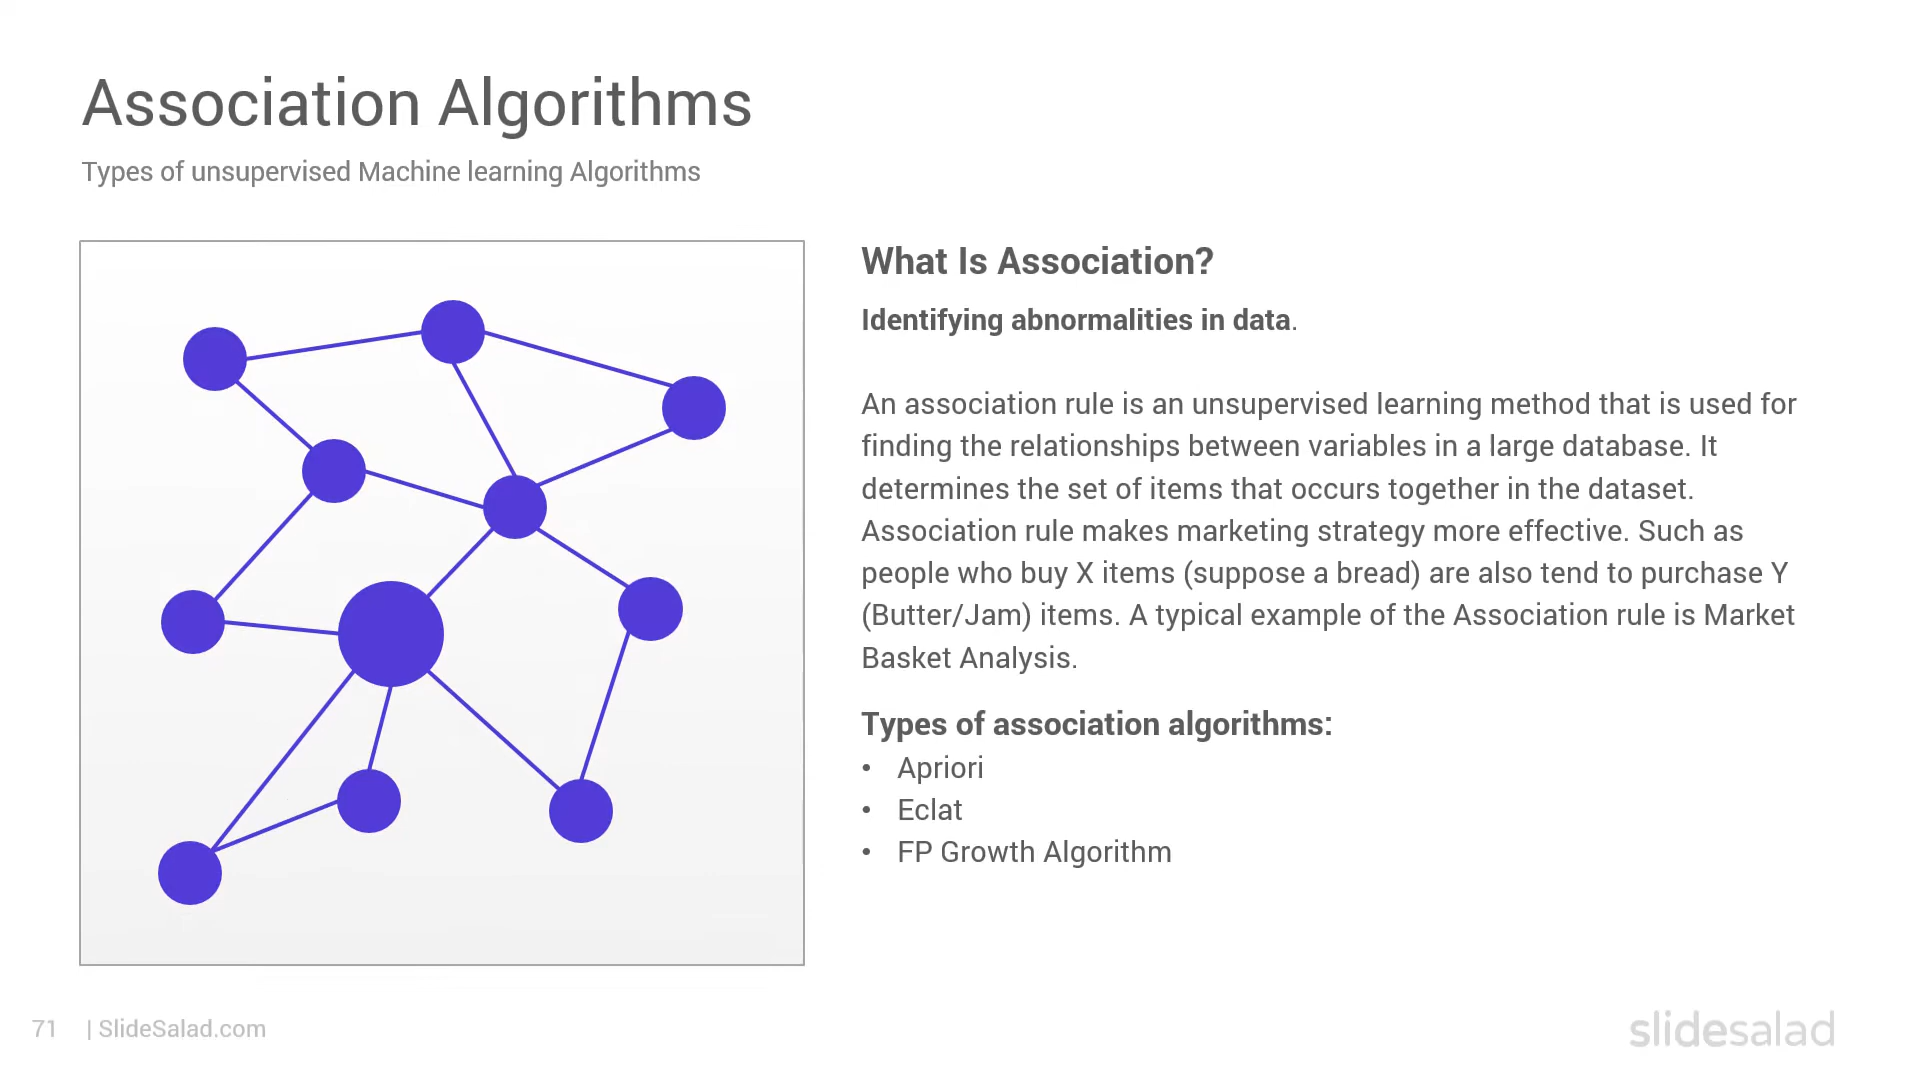 Association Algorithms
Types of unsupervised Machine learning Algorithms
What Is Association?
Identifying abnormalities in data.
An association rule is an unsupervised learning method that is used for
finding the relationships between variables in a large database. It
determines the set of items that occurs together in the dataset.
Association rule makes marketing strategy more effective. Such as
people who buy X items (suppose a bread) are also tend to purchase Y
(Butter/Jam) items. A typical example of the Association rule is Market
Basket Analysis.
Types of association algorithms:
• Apriori
• Eclat
• FP Growth Algorithm
71 | SlideSalad.com
slidesalad